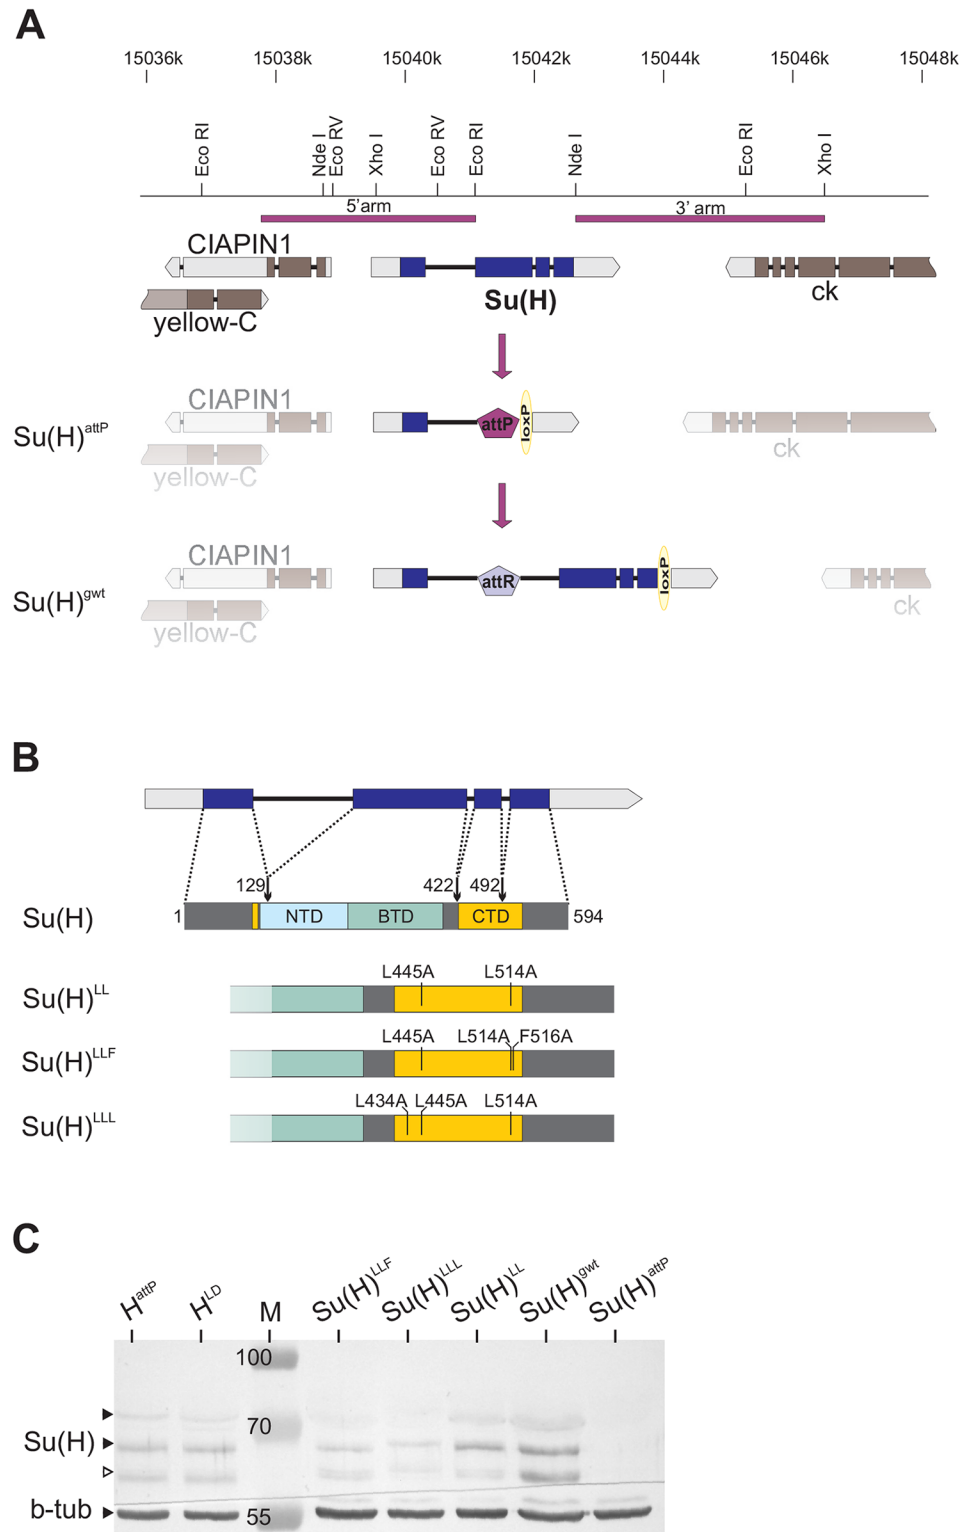 A
15036k 15038k 15040k 15042k 15044k 15046k 15048k
Eco RI Nde I Eco RV Xho I Eco RV Eco RI Nde I Eco RI Xho I
5'arm 3' arm
CIAPIN1
Su(H) ck
yellow-C
CIAPIN1
Su(H)attP attP loxP
yellow-C ck
CIAPIN1
Su(H)gwt attR loxP
yellow-C ck
B
129 422 492
Su(H) 1 NTD BTD CTD 594
L445A L514A
Su(H)LL
L445A L514A F516A
Su(H)LLF
L434A L445A L514A
Su(H)LLL
C
HattP HLD M Su(H)LLF Su(H)LLL Su(H)LL Su(H)gwt Su(H)attP
100
70
Su(H)
b-tub 55